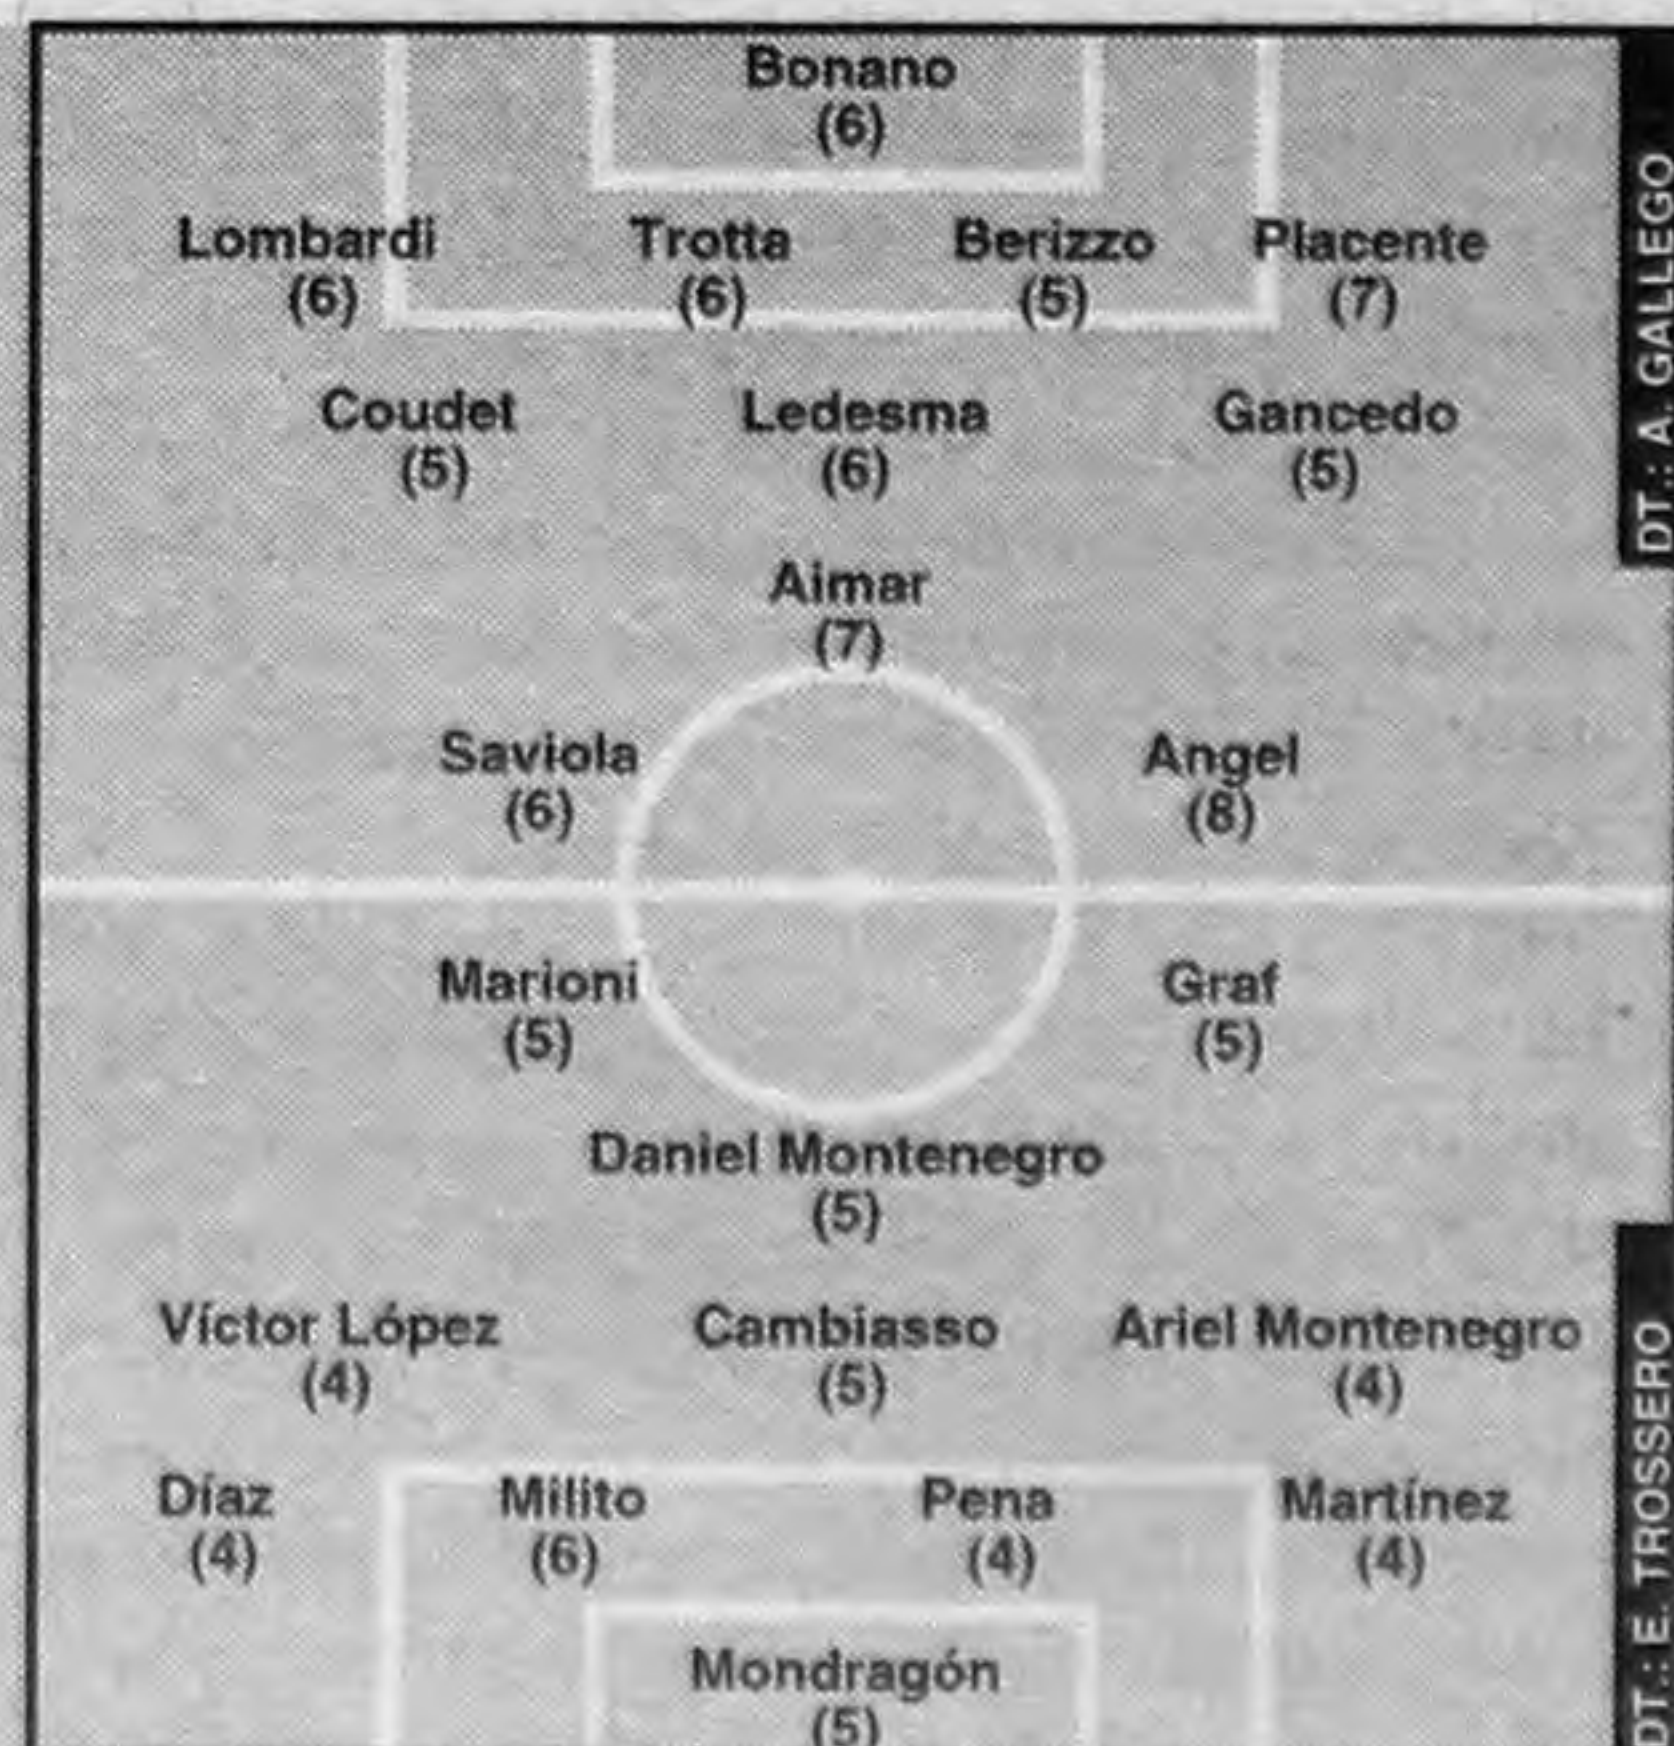 Bonano
(6)
Lombardi Trotta Berizzo Placente
(6) (6) (5) (7)
Coudet Ledesma Gancedo
(5) (6) (5)
Aimar
(7)
Saviola Angel
(6) (8)
Marioni Graf
(5) (5)
Daniel Montenegro
(5)
Víctor López Cambiasso Ariel Montenegro
(4) (5) (4)
Díaz Milito Pena Martínez
(4) (6) (4) (4)
Mondragón
(5)
DT.: A. GALLEGO
DT.: E. TROSSERO